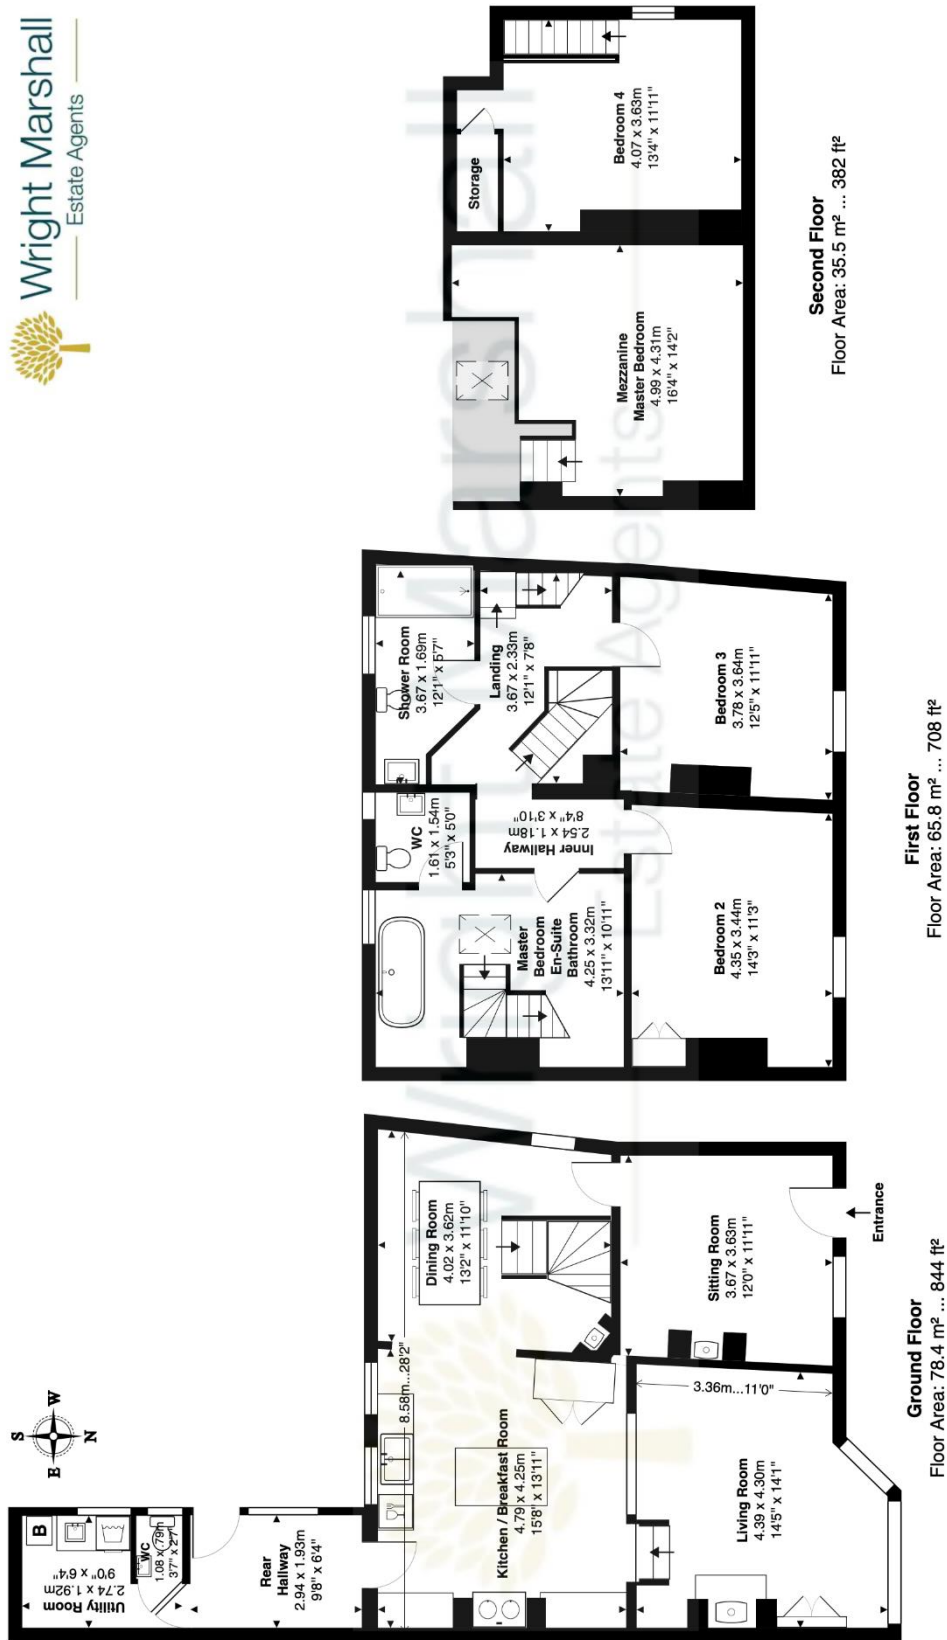 Wright Marshall
Estate Agents
S
E
W
N
B
Utility Room
2.74 x 1.92m
9'0" x 6'4"
WC
1.08 x .79m
3'7" x 2'7"
Rear
Hallway
2.94 x 1.93m
9'8" x 6'4"
Kitchen / Breakfast Room
4.79 x 4.25m
15'8" x 13'11"
8.58m...28'2"
Dining Room
4.02 x 3.62m
13'2" x 11'10"
Living Room
4.39 x 4.30m
14'5" x 14'1"
3.36m...11'0"
Sitting Room
3.67 x 3.63m
12'0" x 11'11"
Entrance
Ground Floor
Floor Area: 78.4 m² ... 844 ft²
Master
Bedroom
En-Suite
Bathroom
4.25 x 3.32m
13'11" x 10'11"
WC
1.61 x 1.54m
5'3" x 5'0"
Shower Room
3.67 x 1.69m
12'1" x 5'7"
Landing
3.67 x 2.33m
12'1" x 7'8"
Inner Hallway
2.54 x 1.18m
8'4" x 3'10"
Bedroom 2
4.35 x 3.44m
14'3" x 11'3"
Bedroom 3
3.78 x 3.64m
12'5" x 11'11"
First Floor
Floor Area: 65.8 m² ... 708 ft²
Mezzanine
Master Bedroom
4.99 x 4.31m
16'4" x 14'2"
Storage
Bedroom 4
4.07 x 3.63m
13'4" x 11'11"
Second Floor
Floor Area: 35.5 m² ... 382 ft²
Wright Marshall
Estate Agents